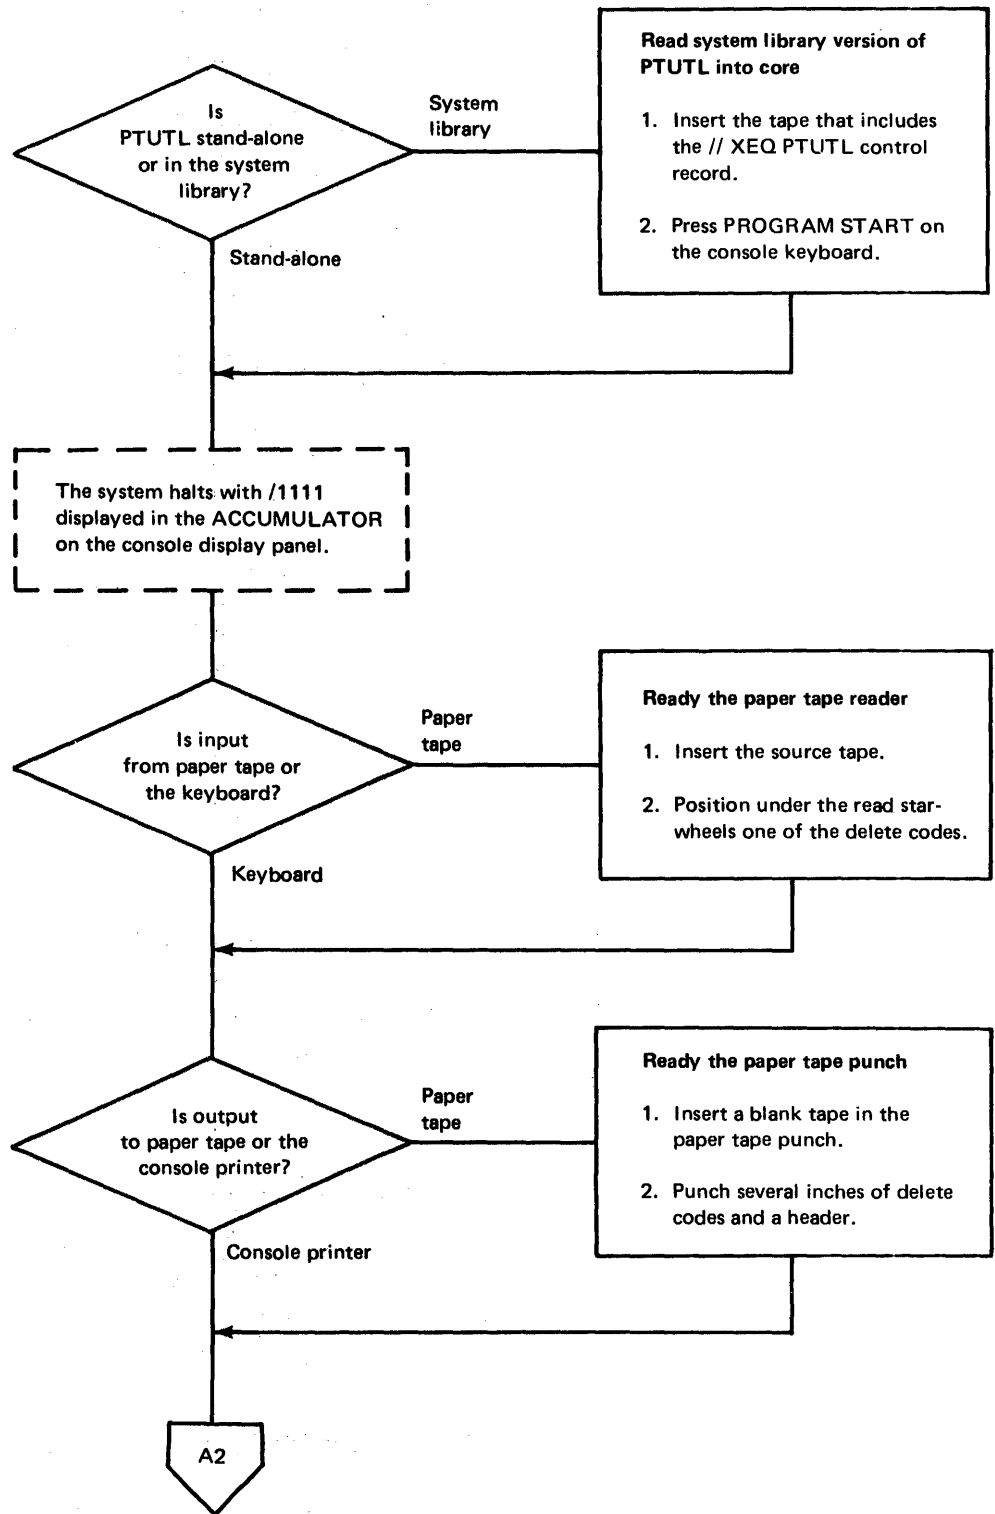 Is
PTUTL stand-alone
or in the system
library?
System
library
Read system library version of
PTUTL into core
1. Insert the tape that includes
the // XEQ PTUTL control
record.
2. Press PROGRAM START on
the console keyboard.
Stand-alone
The system halts with /1111
displayed in the ACCUMULATOR
on the console display panel.
Is input
from paper tape or
the keyboard?
Paper
tape
Ready the paper tape reader
1. Insert the source tape.
2. Position under the read star-
wheels one of the delete codes.
Keyboard
Is output
to paper tape or the
console printer?
Paper
tape
Ready the paper tape punch
1. Insert a blank tape in the
paper tape punch.
2. Punch several inches of delete
codes and a header.
Console printer
A2